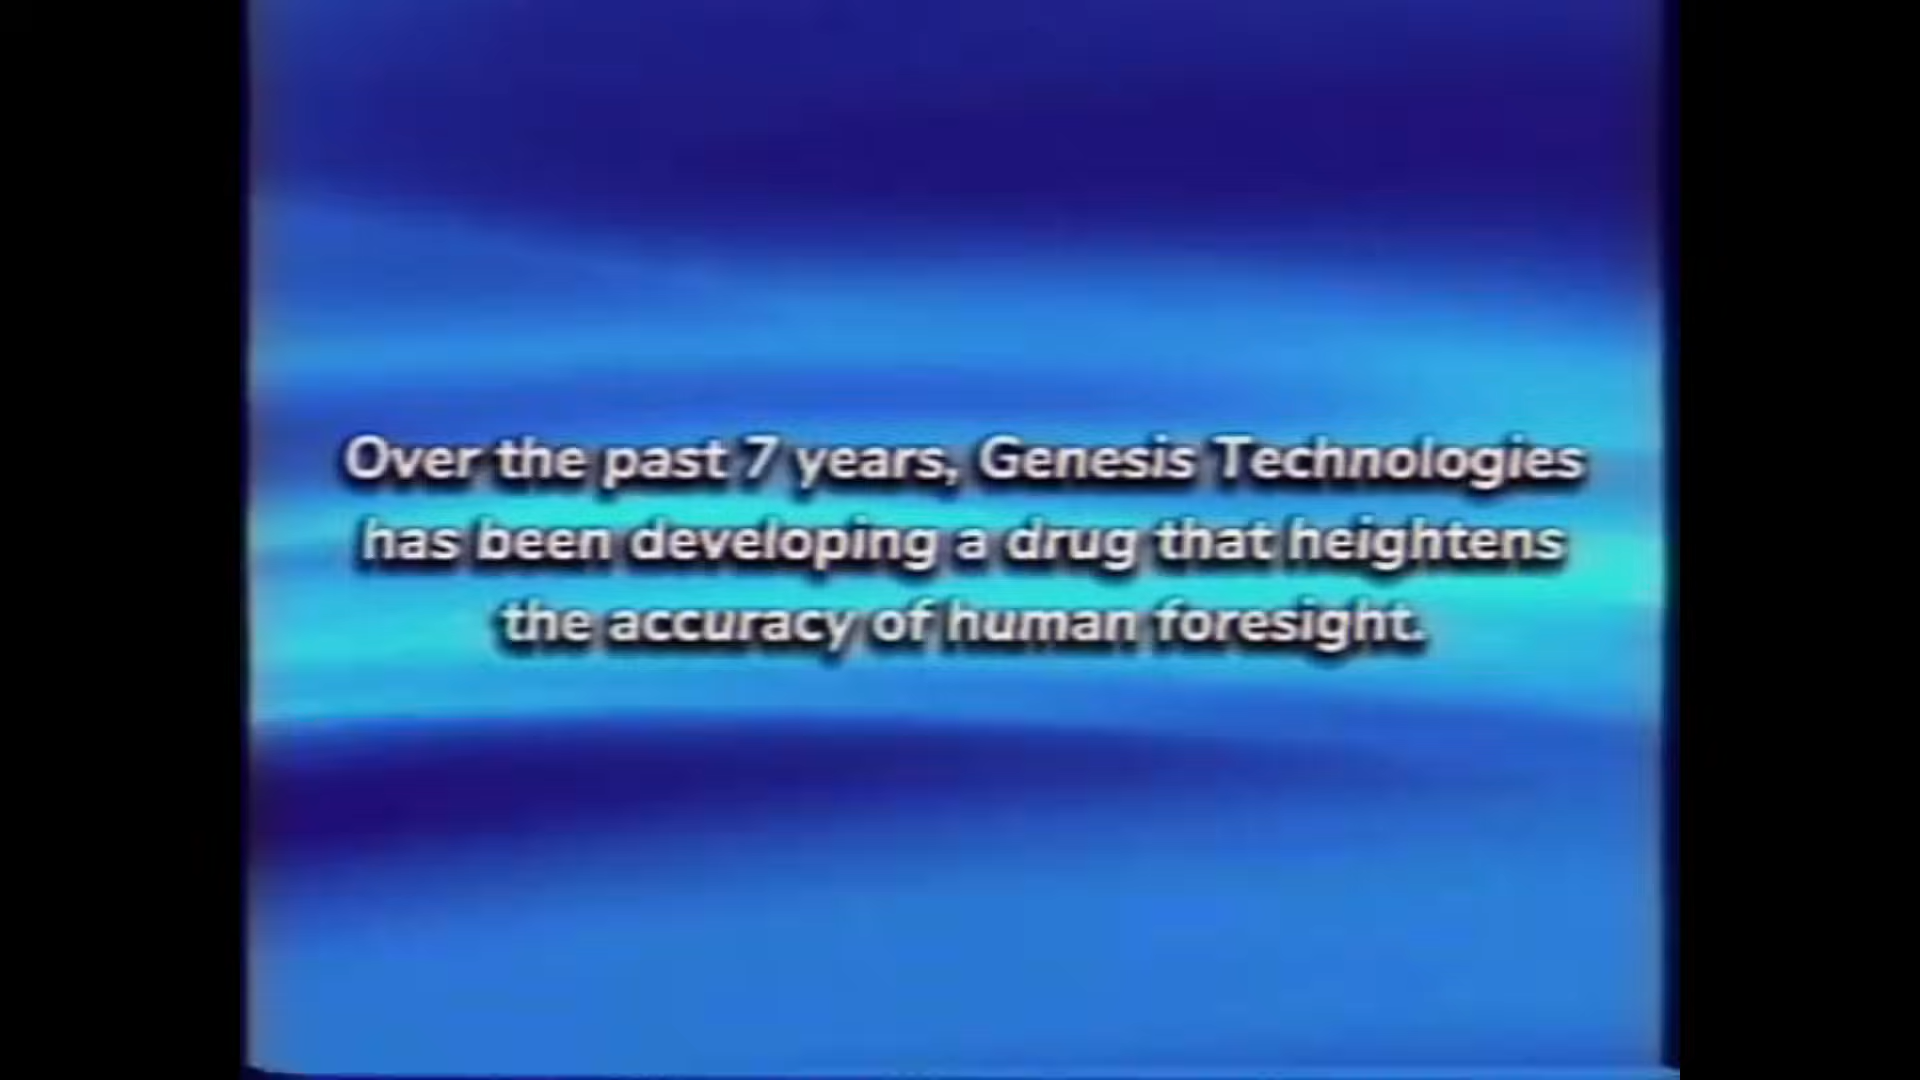 Over the past 7 years, Genesis Technologies
has been developing a drug that heightens
the accuracy of human foresight.